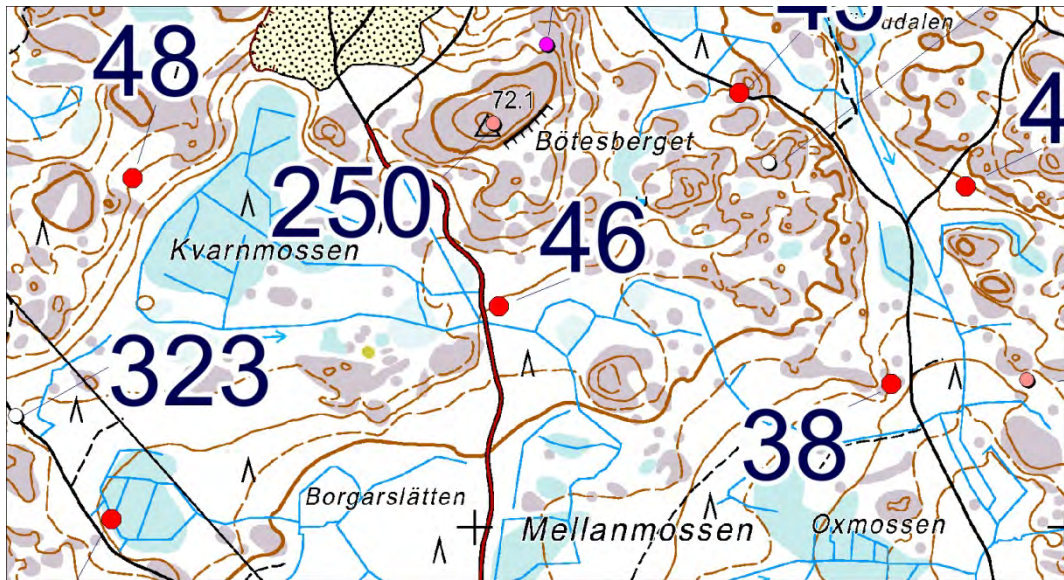 48
72.1
Bötesberget
250
46
Kvarnmossen
323
38
Borgarslätten
Mellanmossen
Oxmossen